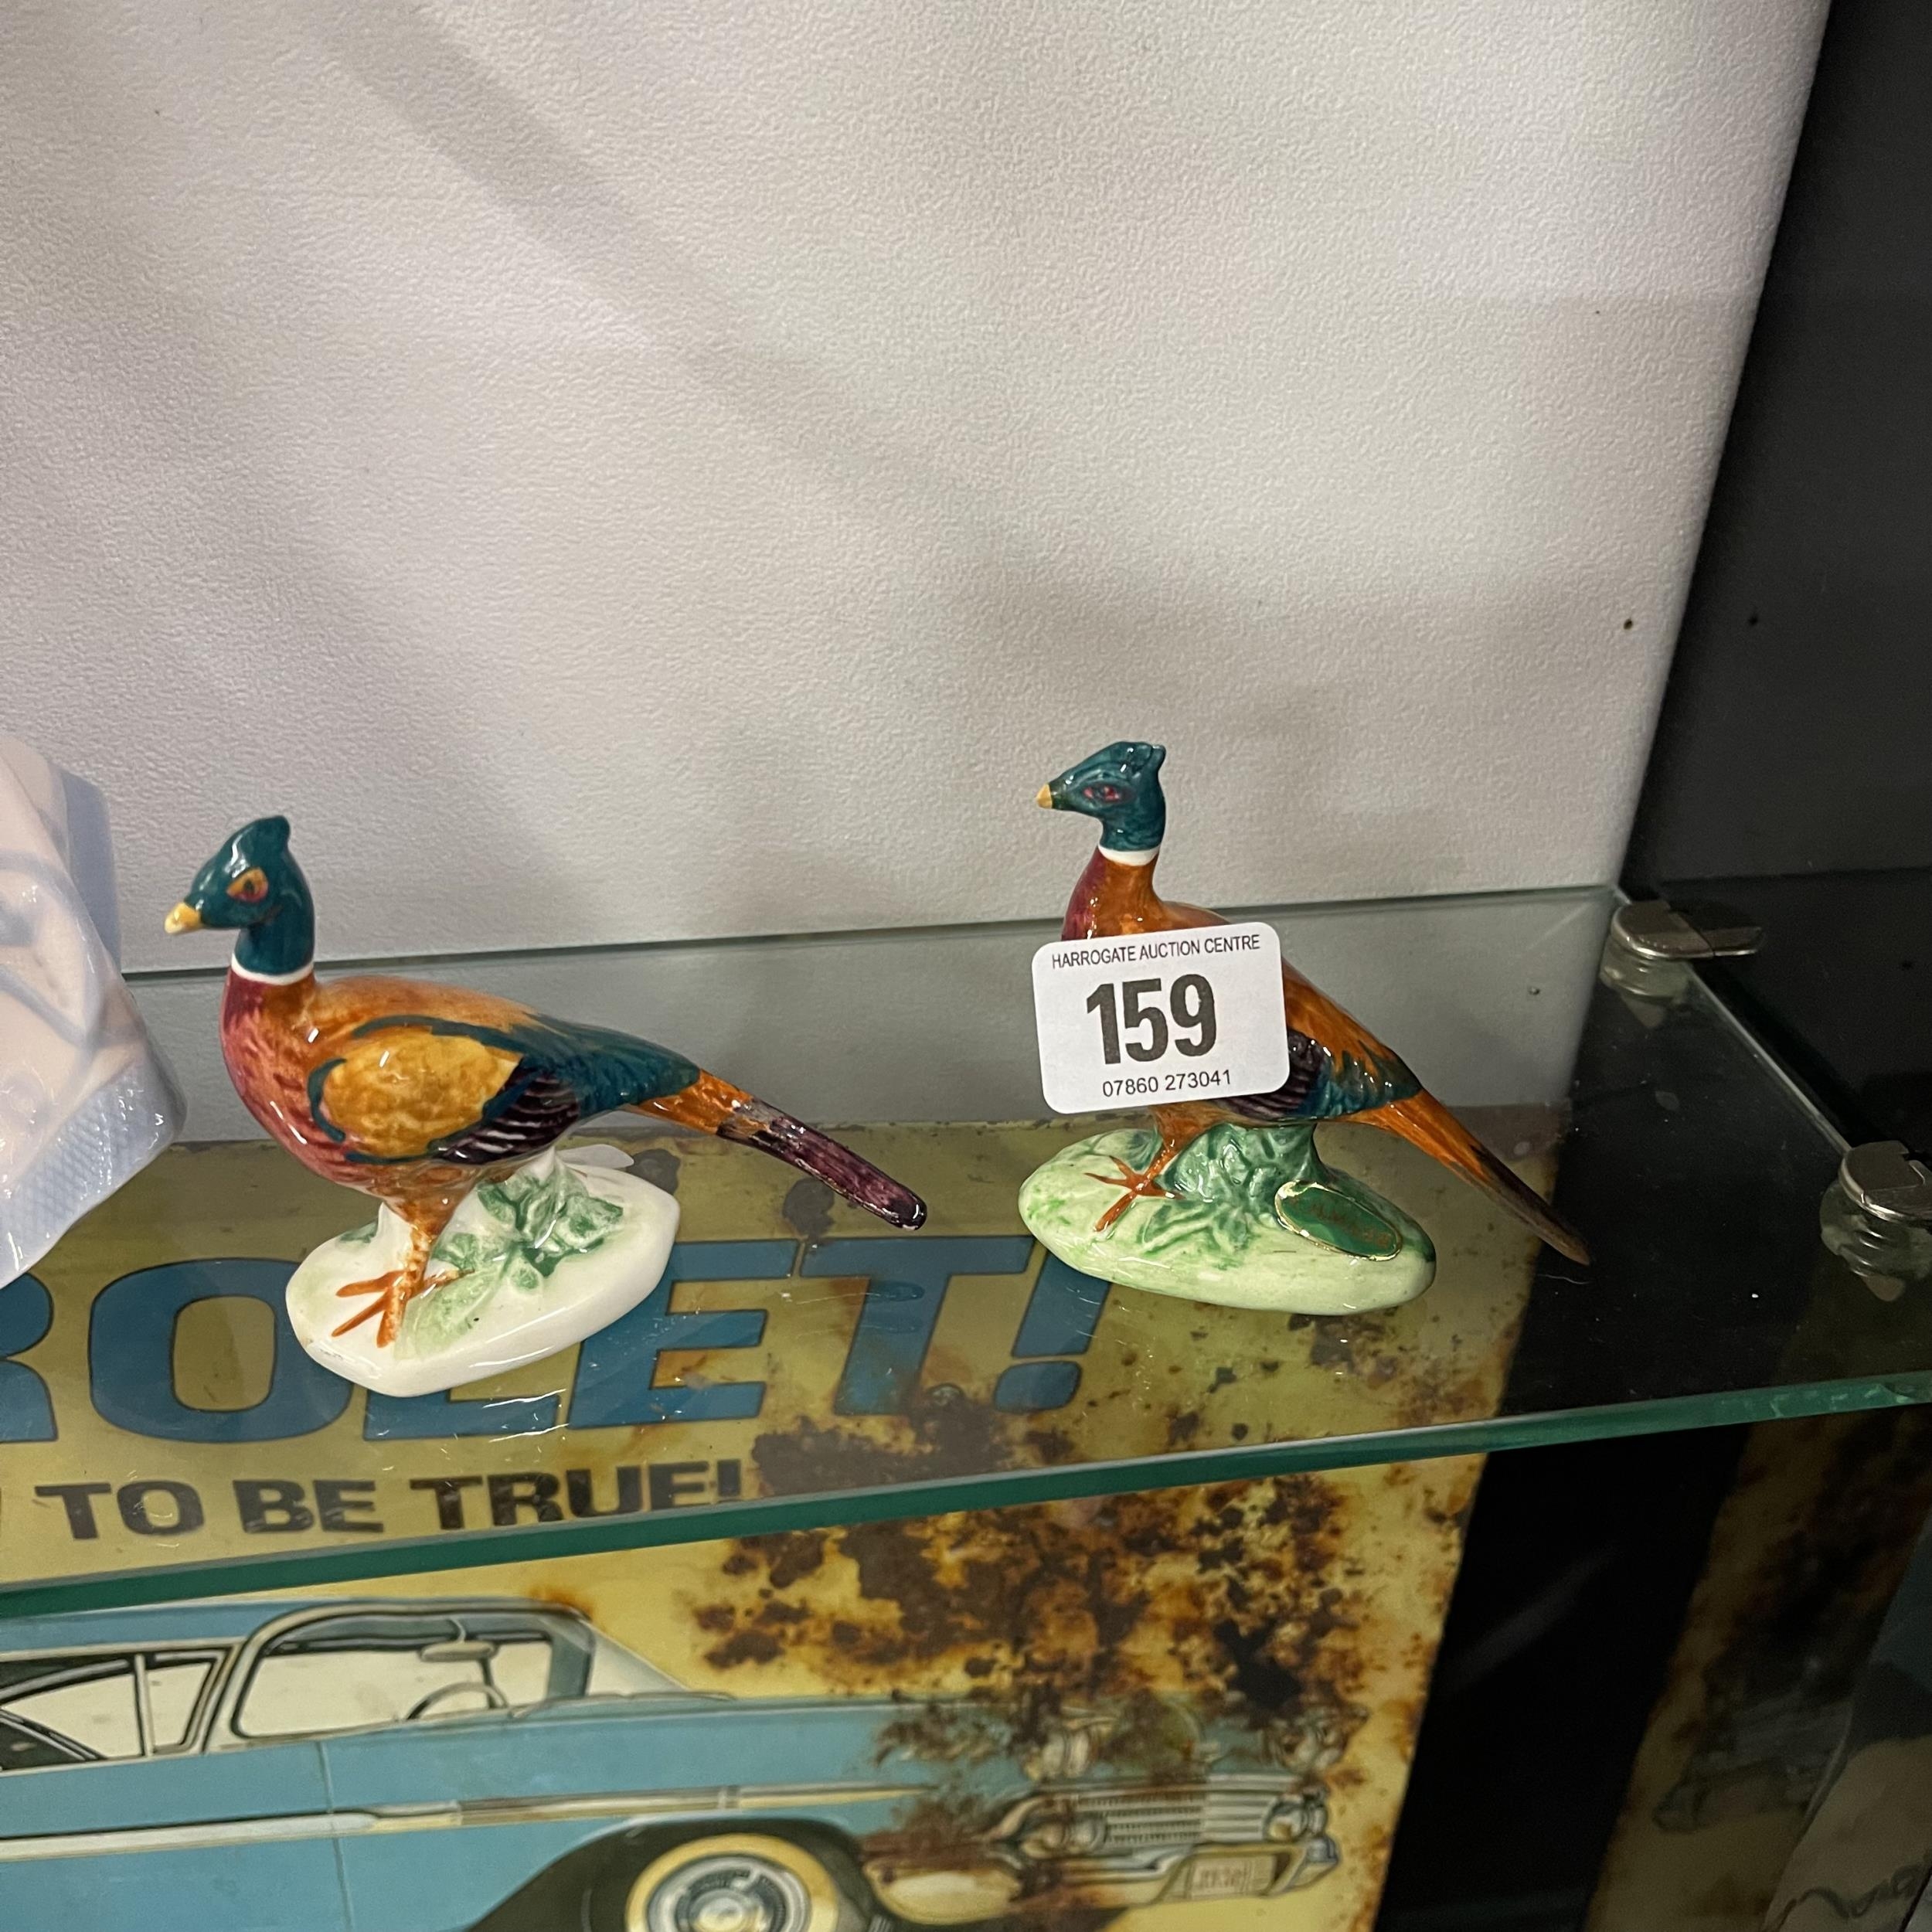 HARROGATE AUCTION CENTRE
159
07860 273041
ROLET!
TO BE TRUE!